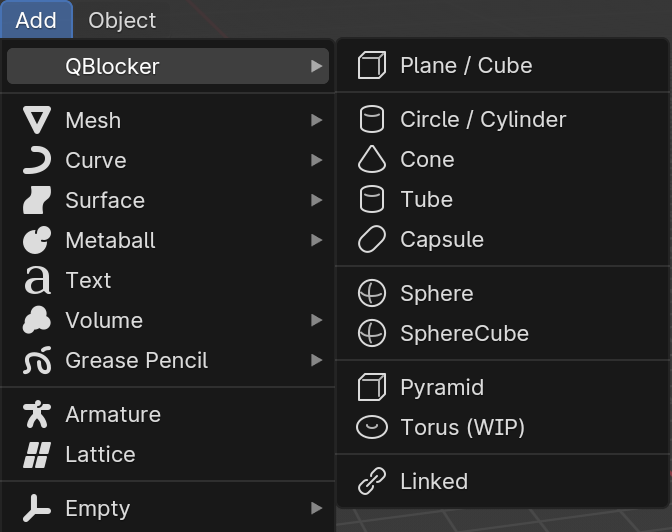 Add Object
QBlocker
Mesh
Curve
Surface
Metaball
Text
Volume
Grease Pencil
Armature
Lattice
Empty
Plane / Cube
Circle / Cylinder
Cone
Tube
Capsule
Sphere
SphereCube
Pyramid
Torus (WIP)
Linked